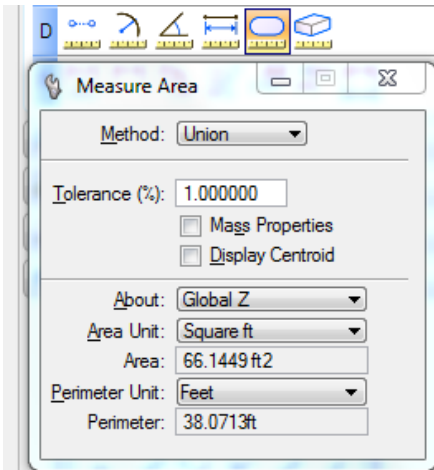 D
Measure Area
Method: Union
Tolerance (%): 1.000000
Mass Properties
Display Centroid
About: Global Z
Area Unit: Square ft
Area: 66.1449 ft2
Perimeter Unit: Feet
Perimeter: 38.0713ft